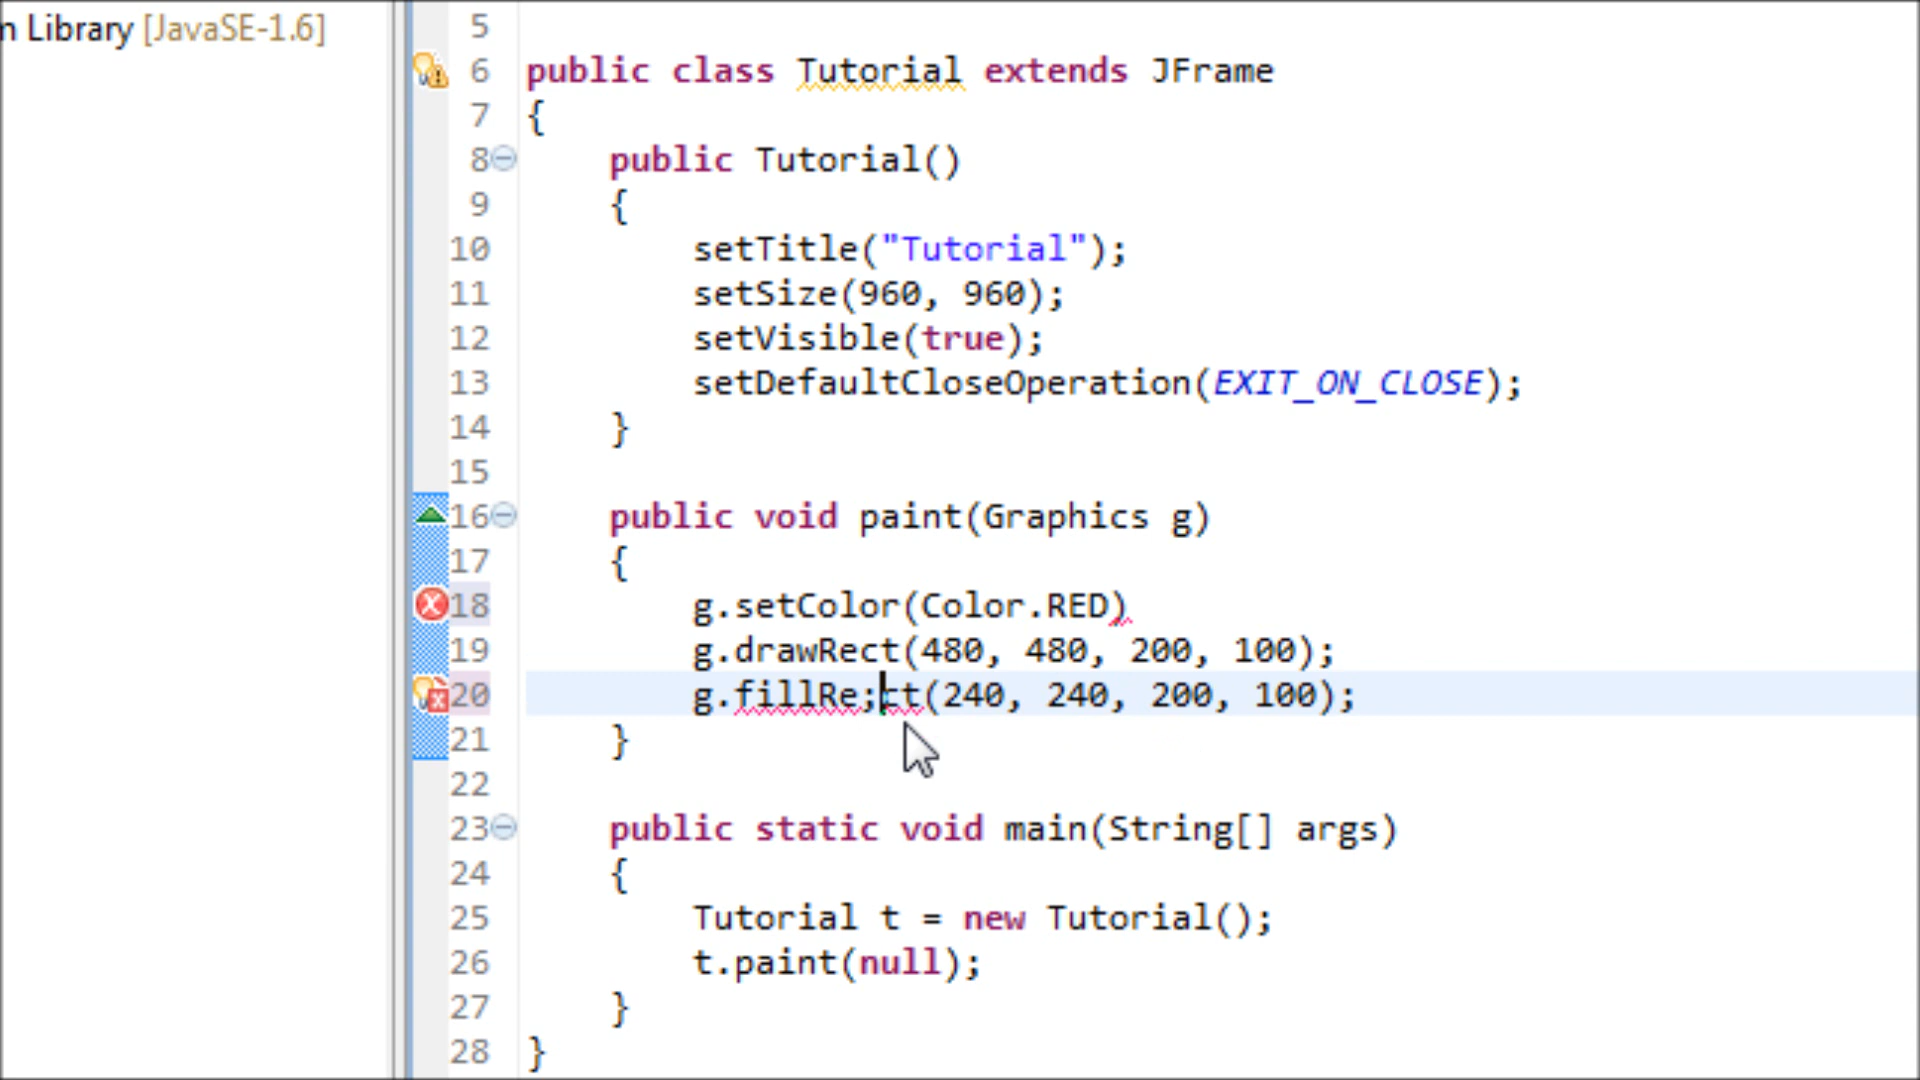 n Library [JavaSE-1.6]
5
6 public class Tutorial extends JFrame
7 {
8 public Tutorial()
9 {
10 setTitle("Tutorial");
11 setSize(960, 960);
12 setVisible(true);
13 setDefaultCloseOperation(EXIT_ON_CLOSE);
14 }
15
16 public void paint(Graphics g)
17 {
18 g.setColor(Color.RED)
19 g.drawRect(480, 480, 200, 100);
20 g.fillRe;ct(240, 240, 200, 100);
21 }
22
23 public static void main(String[] args)
24 {
25 Tutorial t = new Tutorial();
26 t.paint(null);
27 }
28 }